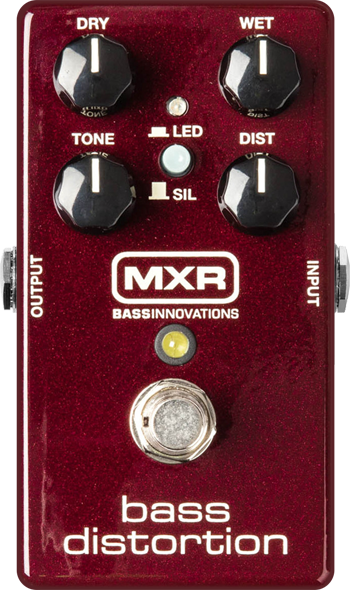 DRY WET
LED
TONE DIST
SIL
OUTPUT INPUT
MXR
BASSINNOVATIONS
bass
distortion